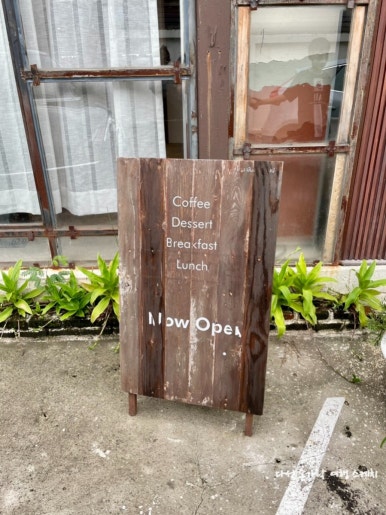 Coffee
Dessert
Breakfast
Lunch
Now Open